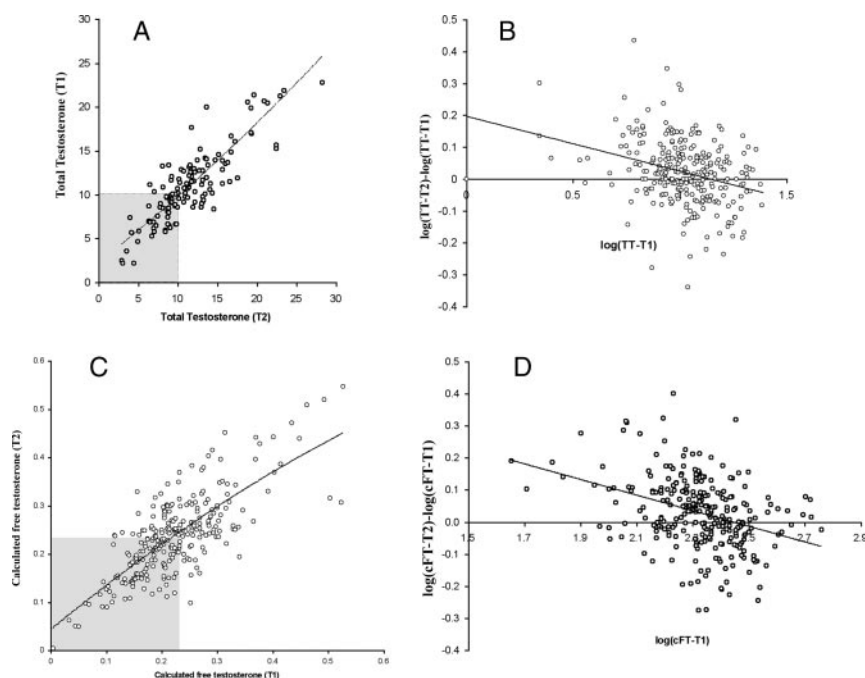 A
30
25
20
15
10
5
0
Total Testosterone (T1)
0 5 10 15 20 25 30
Total Testosterone (T2)
B
0.5
0.4
0.3
0.2
0.1
0
-0.1
-0.2
-0.3
-0.4
log(TT-T2)-log(TT-T1)
0 0.5 1.5
log(TT-T1)
C
0.6
0.5
0.4
0.3
0.2
0.1
0
Calculated free testosterone (T2)
0 0.1 0.2 0.3 0.4 0.5 0.6
Calculated free testosterone (T1)
D
0.5
0.4
0.3
0.2
0.1
0.0
-0.1
-0.2
-0.3
-0.4
log(cFT-T2)-log(cFT-T1)
1.5 1.7 1.9 2.1 2.3 2.7 2.9
log(cFT-T1)